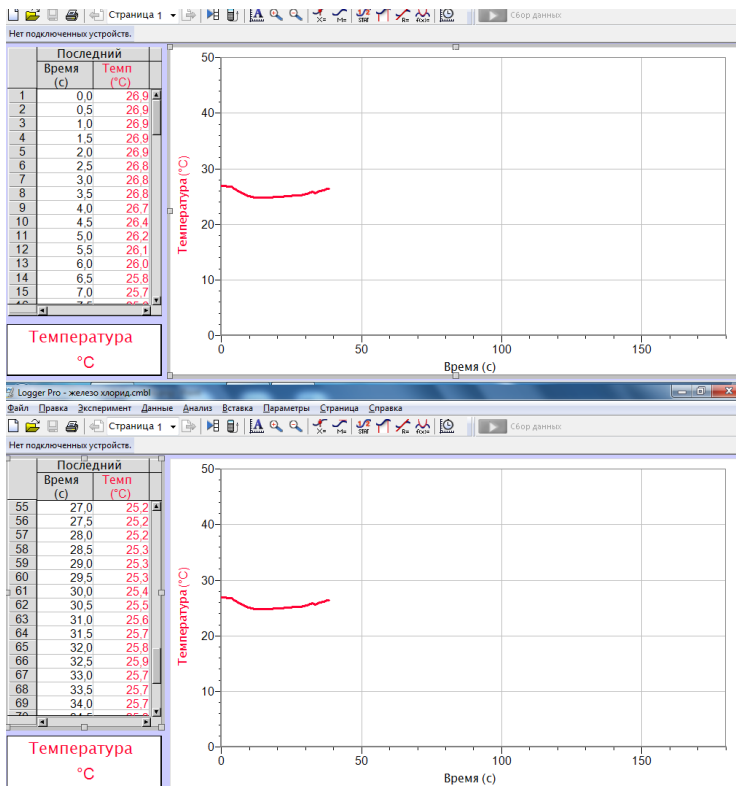 Страница 1
Сбор данных
Нет подключенных устройств.
Последний
Время (с)
Темп (°C)
1 0,0 26,9
2 0,5 26,9
3 1,0 26,9
4 1,5 26,9
5 2,0 26,9
6 2,5 26,8
7 3,0 26,8
8 3,5 26,8
9 4,0 26,7
10 4,5 26,4
11 5,0 26,2
12 5,5 26,1
13 6,0 26,0
14 6,5 25,8
15 7,0 25,7
Температура
°C
Температура (°C)
50
40
30
20
10
0
0 50 100 150
Время (с)
Logger Pro - железо хлорид.cmbl
Файл Правка Эксперимент Данные Анализ Вставка Параметры Страница Справка
Страница 1
Сбор данных
Нет подключенных устройств.
Последний
Время (с)
Темп (°C)
55 27,0 25,2
56 27,5 25,2
57 28,0 25,2
58 28,5 25,3
59 29,0 25,3
60 29,5 25,3
61 30,0 25,4
62 30,5 25,5
63 31,0 25,6
64 31,5 25,7
65 32,0 25,8
66 32,5 25,9
67 33,0 25,7
68 33,5 25,7
69 34,0 25,7
Температура
°C
Температура (°C)
50
40
30
20
10
0
0 50 100 150
Время (с)